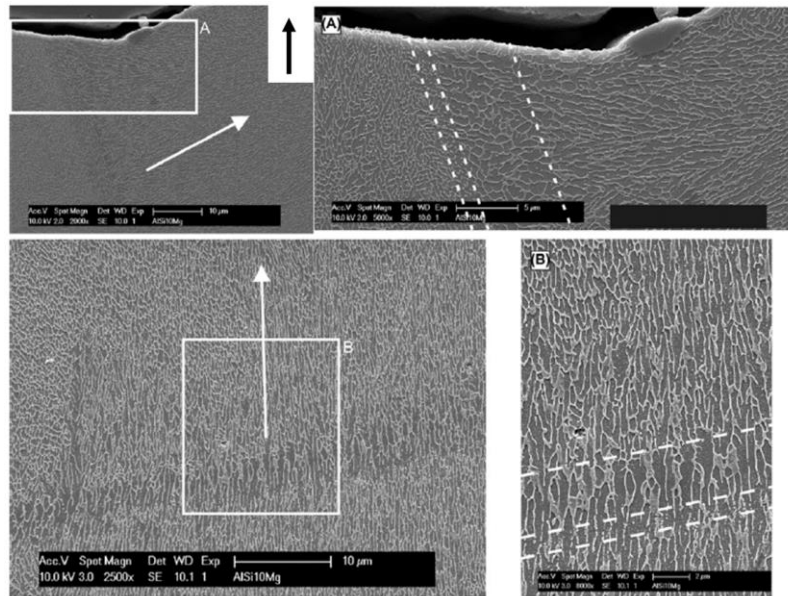 A
Acc.V Spot Magn Det WD Exp 10 µm
10.0 kV 2.0 2000x SE 10.0 1 AlSi10Mg
(A)
Acc.V Spot Magn Det WD Exp 5 µm
10.0 kV 2.0 5000x SE 10.0 1 AlSi10Mg
B
Acc.V Spot Magn Det WD Exp 10 µm
10.0 kV 3.0 2500x SE 10.1 1 AlSi10Mg
(B)
Acc.V Spot Magn Det WD Exp 2 µm
10.0 kV 3.0 8000x SE 10.1 1 AlSi10Mg